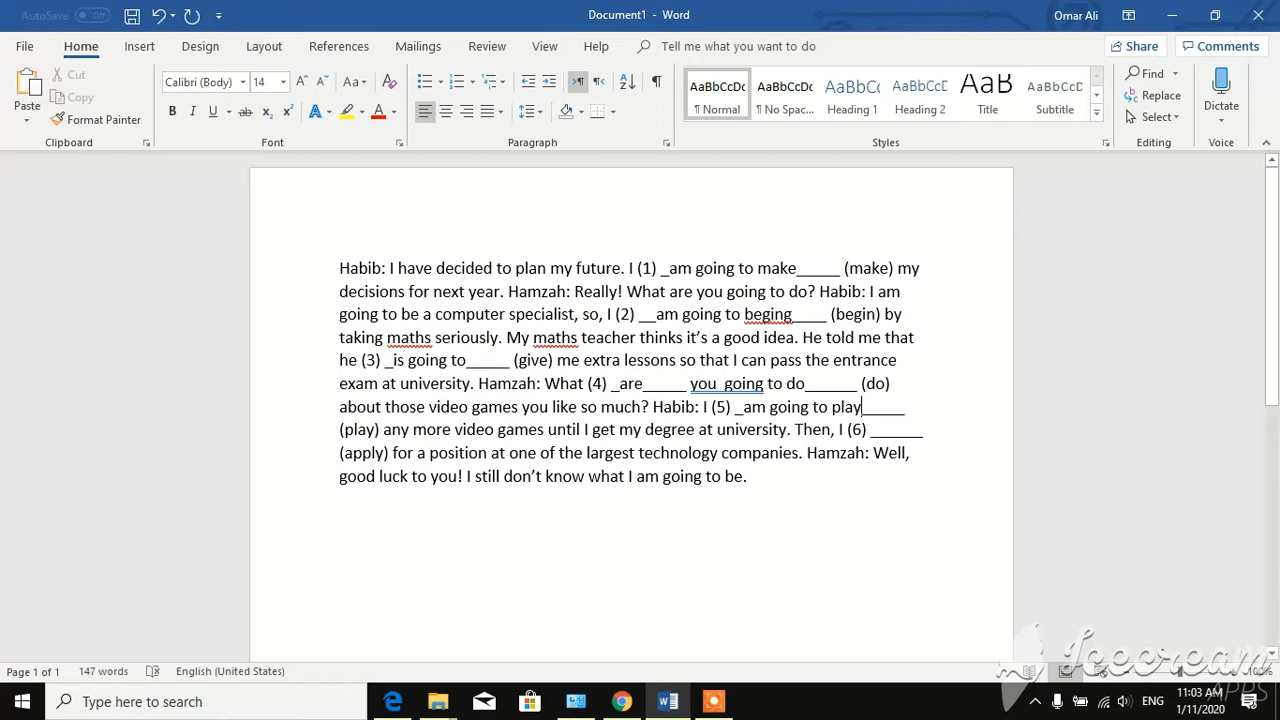 AutoSave Off Document1 - Word Omar Ali
File Home Insert Design Layout References Mailings Review View Help Tell me what you want to do Share Comments
Paste Cut Copy Format Painter Clipboard
Calibri (Body) 14 Font
Paragraph
AaBbCcDc ¶ Normal AaBbCcDc ¶ No Spac... AaBbCc Heading 1 AaBbCcD Heading 2 AaB Title AaBbCcD Subtitle Styles
Find Replace Select Editing
Dictate Voice
Habib: I have decided to plan my future. I (1) _am going to make_____ (make) my
decisions for next year. Hamzah: Really! What are you going to do? Habib: I am
going to be a computer specialist, so, I (2) __am going to beging____ (begin) by
taking maths seriously. My maths teacher thinks it’s a good idea. He told me that
he (3) _is going to_____ (give) me extra lessons so that I can pass the entrance
exam at university. Hamzah: What (4) _are_____ you going to do______ (do)
about those video games you like so much? Habib: I (5) _am going to play_____
(play) any more video games until I get my degree at university. Then, I (6) ______
(apply) for a position at one of the largest technology companies. Hamzah: Well,
good luck to you! I still don’t know what I am going to be.
Page 1 of 1 147 words English (United States) 100%
Icecream
APPS
Type here to search ENG 11:03 AM
1/11/2020